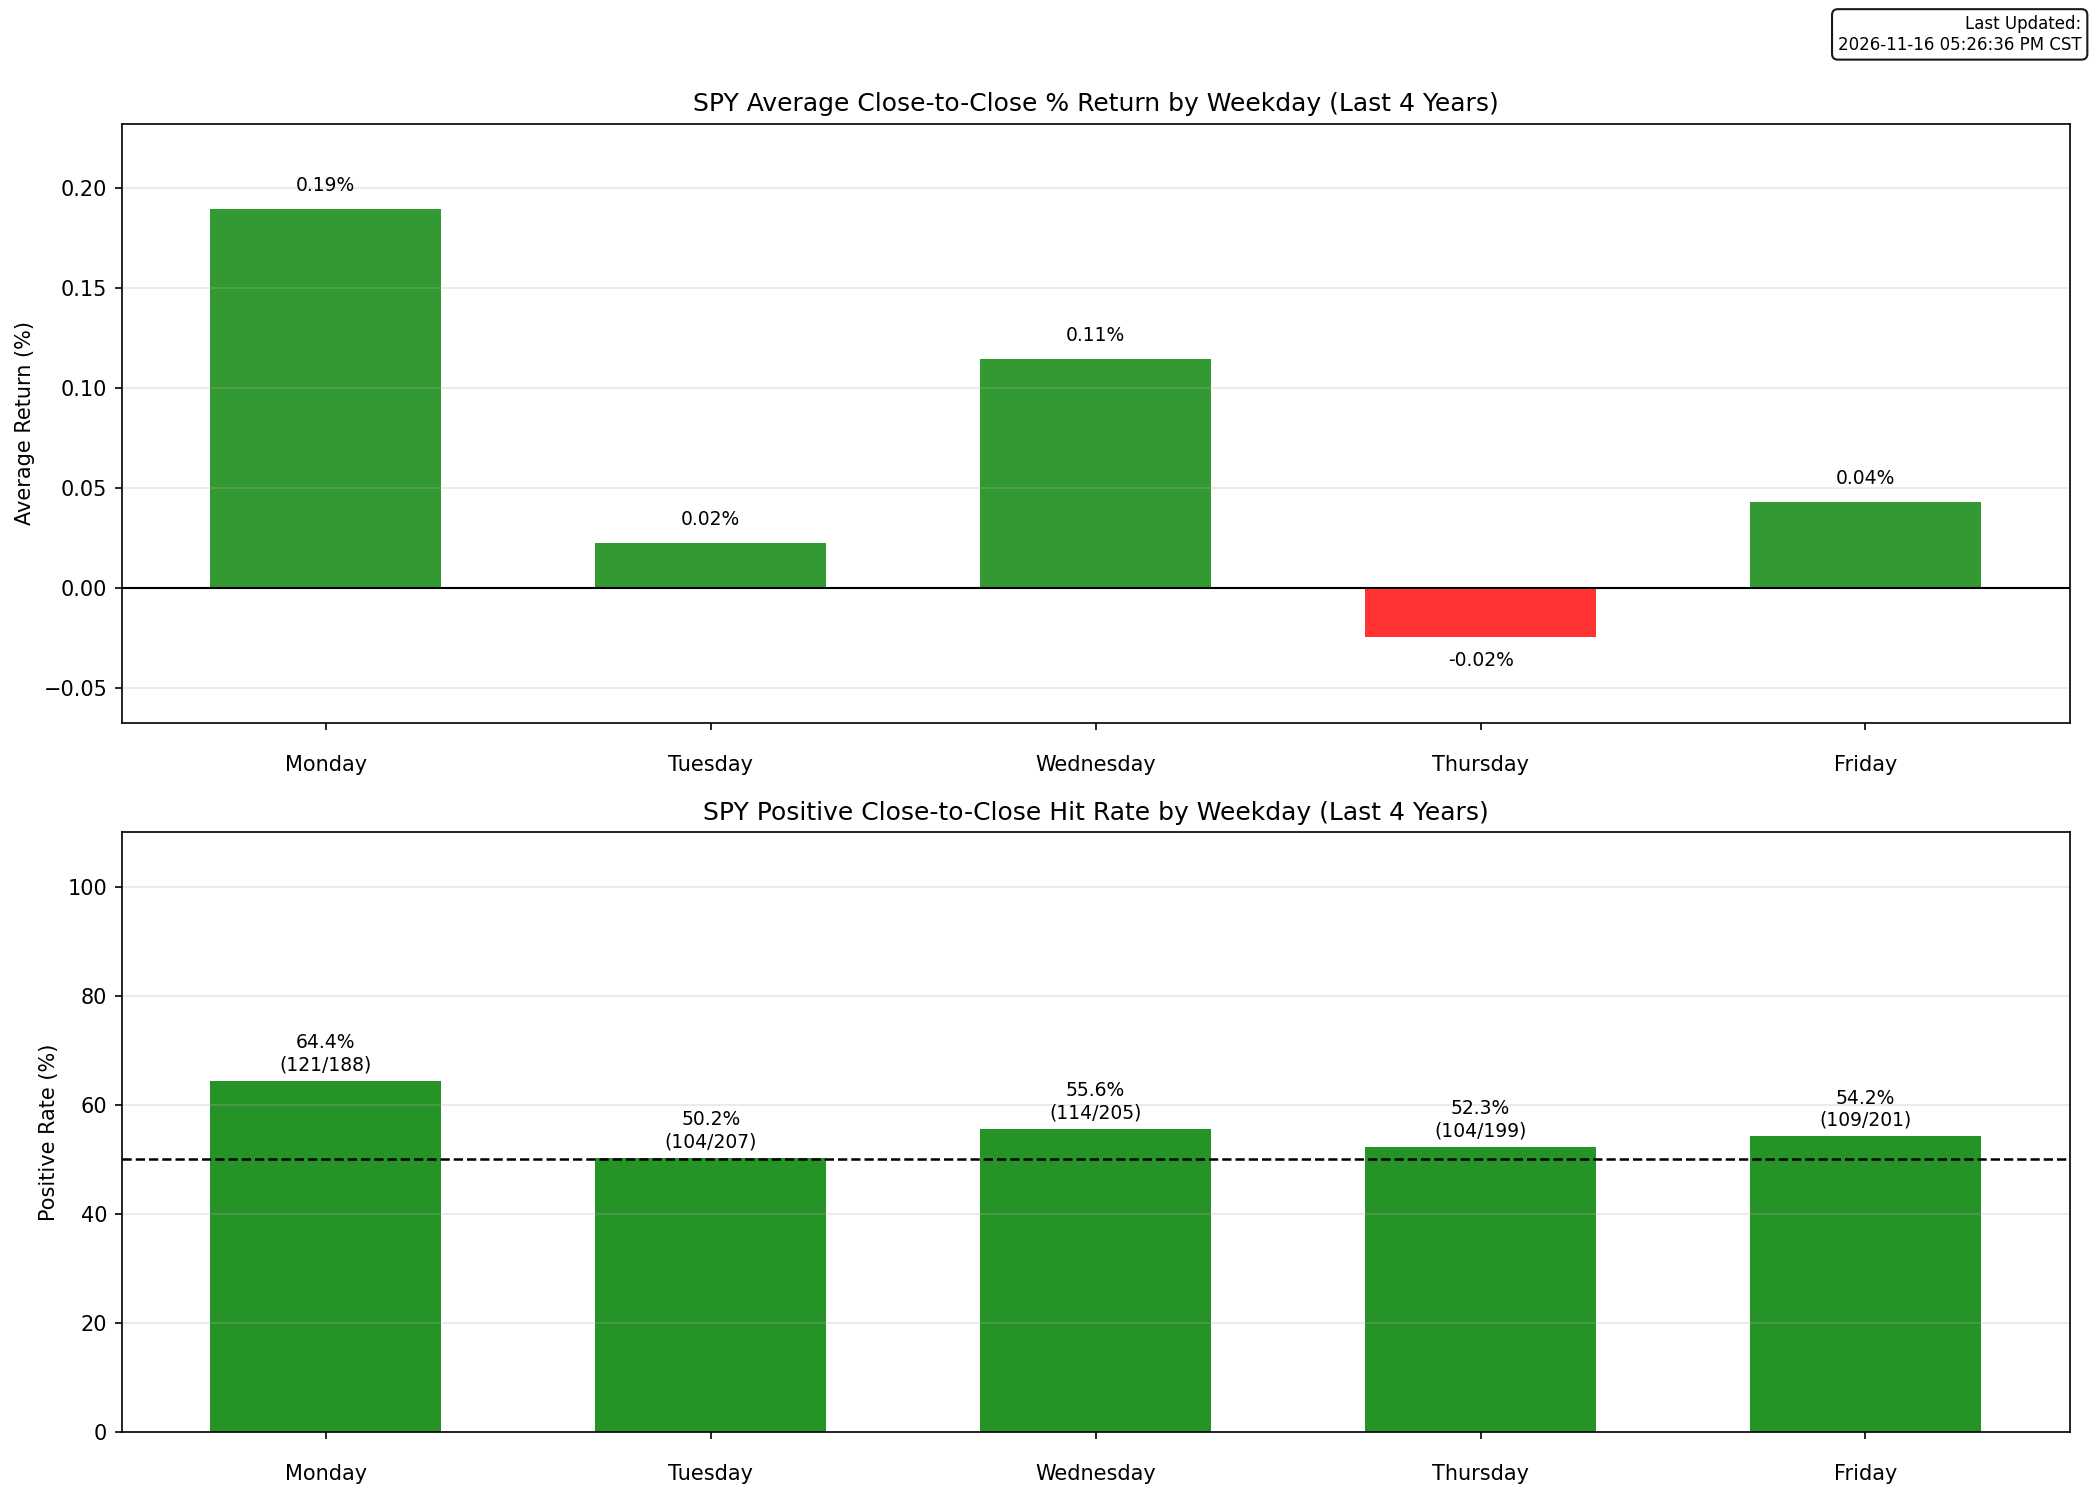 Last Updated:
2026-11-16 05:26:36 PM CST
SPY Average Close-to-Close % Return by Weekday (Last 4 Years)
Average Return (%)
0.20
0.15
0.10
0.05
0.00
−0.05
0.19%
0.02%
0.11%
-0.02%
0.04%
Monday
Tuesday
Wednesday
Thursday
Friday
SPY Positive Close-to-Close Hit Rate by Weekday (Last 4 Years)
Positive Rate (%)
100
80
60
40
20
0
64.4%
(121/188)
50.2%
(104/207)
55.6%
(114/205)
52.3%
(104/199)
54.2%
(109/201)
Monday
Tuesday
Wednesday
Thursday
Friday